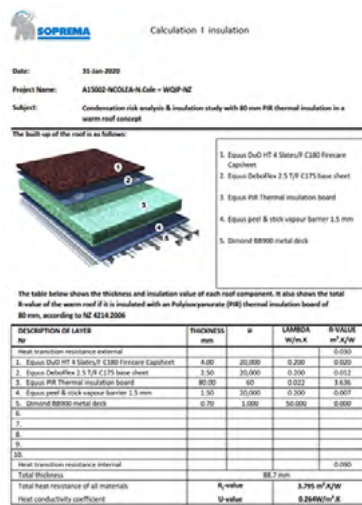 SOPREMA
Calculation 1 insulation
Date: 31-Jan-2020
Project Name: A15002-NCOLEA-N.Cole – WQIP-NZ
Subject: Condensation risk analysis & insulation study with 80 mm PIR thermal insulation in a
warm roof concept
The built-up of the roof is as follows:
1
2
3
4
5
1. Equus DuO HT 4 Slates/F C180 Firecare
Capsheet
2. Equus Deboflex 2.5 T/F C175 base sheet
3. Equus PIR Thermal insulation board
4. Equus peel & stick vapour barrier 1.5 mm
5. Dimond BB900 metal deck
The table below shows the thickness and insulation value of each roof component. It also shows the total
R-value of the warm roof if it is insulated with an Polyisocyanurate (PIR) thermal insulation board of
80 mm, according to NZ 4214:2006
DESCRIPTION OF LAYER THICKNESS µ LAMBDA R-VALUE
Nr mm W/m.K m².K/W
Heat transition resistance external 0.030
1. Equus DuO HT 4 Slates/F C180 Firecare Capsheet 4.00 20,000 0.200 0.020
2. Equus Deboflex 2.5 T/F C175 base sheet 2.50 20,000 0.200 0.012
3. Equus PIR Thermal insulation board 80.00 60 0.022 3.636
4. Equus peel & stick vapour barrier 1.5 mm 1.50 20,000 0.200 0.007
5. Dimond BB900 metal deck 0.70 1,000 50.000 0.000
6.
7.
8.
9.
10.
Heat transition resistance internal 0.090
Total thickness 88.7 mm
Total heat resistance of all materials R,-value 3.795 m².K/W
Heat conductivity coefficient U-value 0.264W/m².K